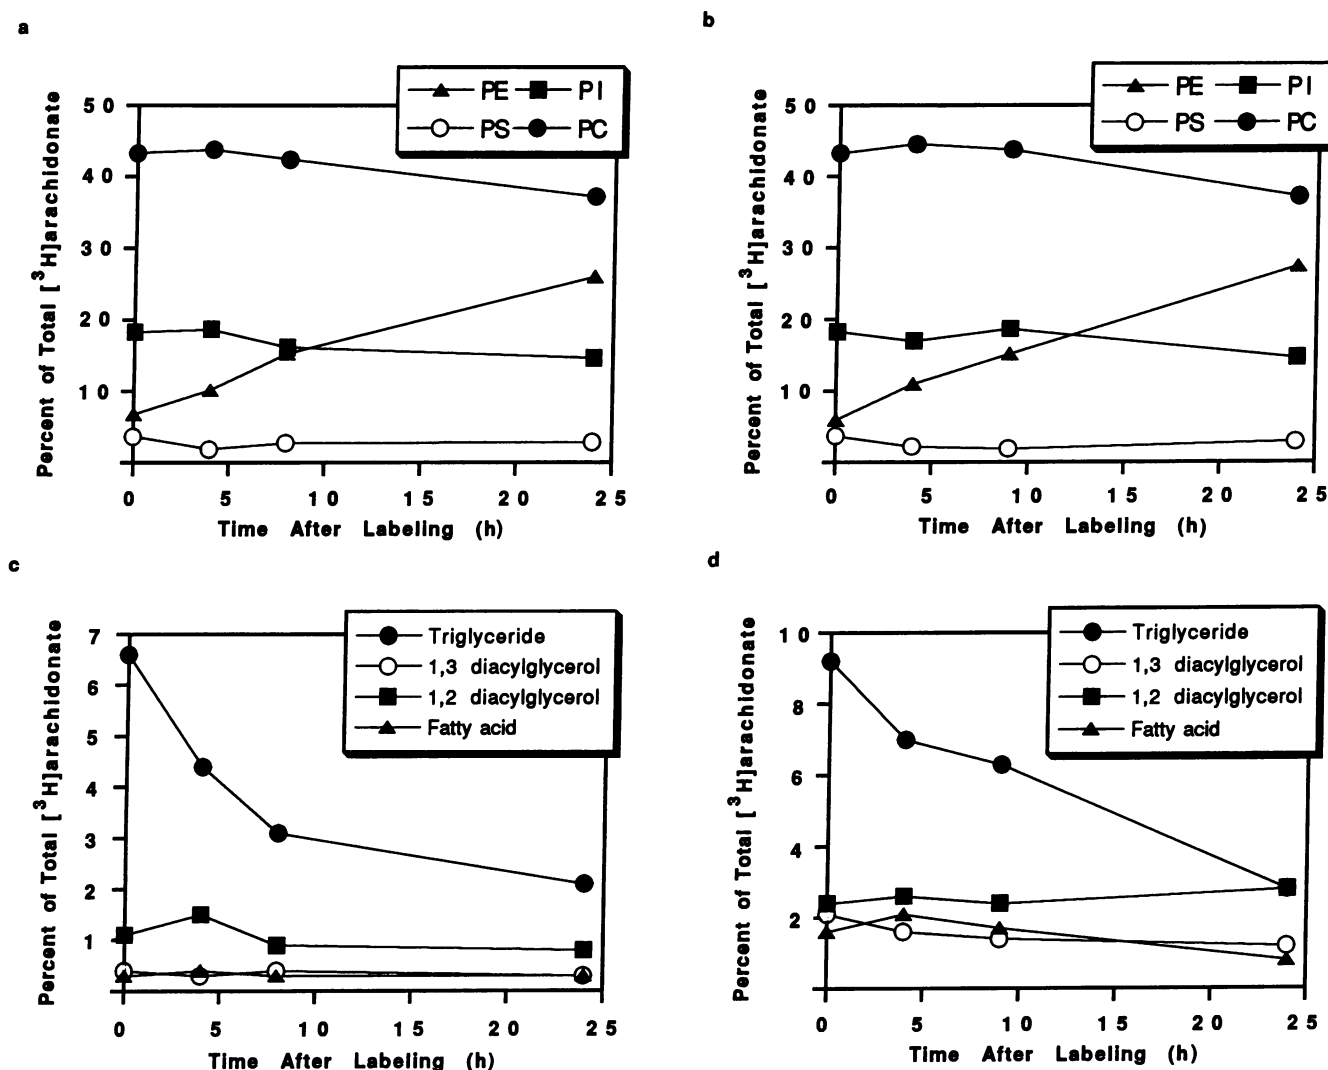 a
PE PI
PS PC
50
40
30
20
10
Percent of Total [³H]arachidonate
0 5 10 15 20 25
Time After Labeling (h)
b
PE PI
PS PC
50
40
30
20
10
Percent of Total [³H]arachidonate
0 5 10 15 20 25
Time After Labeling (h)
c
Triglyceride
1,3 diacylglycerol
1,2 diacylglycerol
Fatty acid
7
6
5
4
3
2
1
Percent of Total [³H]arachidonate
0 5 10 15 20 25
Time After Labeling (h)
d
Triglyceride
1,3 diacylglycerol
1,2 diacylglycerol
Fatty acid
10
8
6
4
2
Percent of Total [³H]arachidonate
0 5 10 15 20 25
Time After Labeling (h)